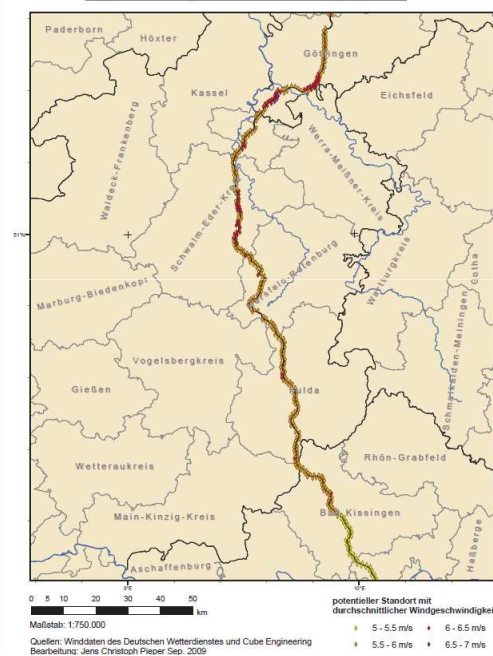 Paderborn
Höxter
Göttingen
Kassel
Eichsfeld
Waldeck-Frankenberg
Werra-Meißner-Kreis
Schwalm-Eder-Kreis
51°N
Hersfeld-Rotenburg
Wartburgkreis
Gotha
Marburg-Biedenkopf
Schmalkalden-Meiningen
Vogelsbergkreis
Gießen
Fulda
Wetteraukreis
Rhön-Grabfeld
Main-Kinzig-Kreis
Bad Kissingen
Haßberge
Aschaffenburg
9°E
10°E
0 5 10 20 30 40 50
km
Maßstab: 1:750.000
Quellen: Winddaten des Deutschen Wetterdienstes und Cube Engineering
Bearbeitung: Jens Christoph Pieper Sep. 2009
potentieller Standort mit
durchschnittlicher Windgeschwindigkei
5 - 5.5 m/s
6 - 6.5 m/s
5.5 - 6 m/s
6.5 - 7 m/s